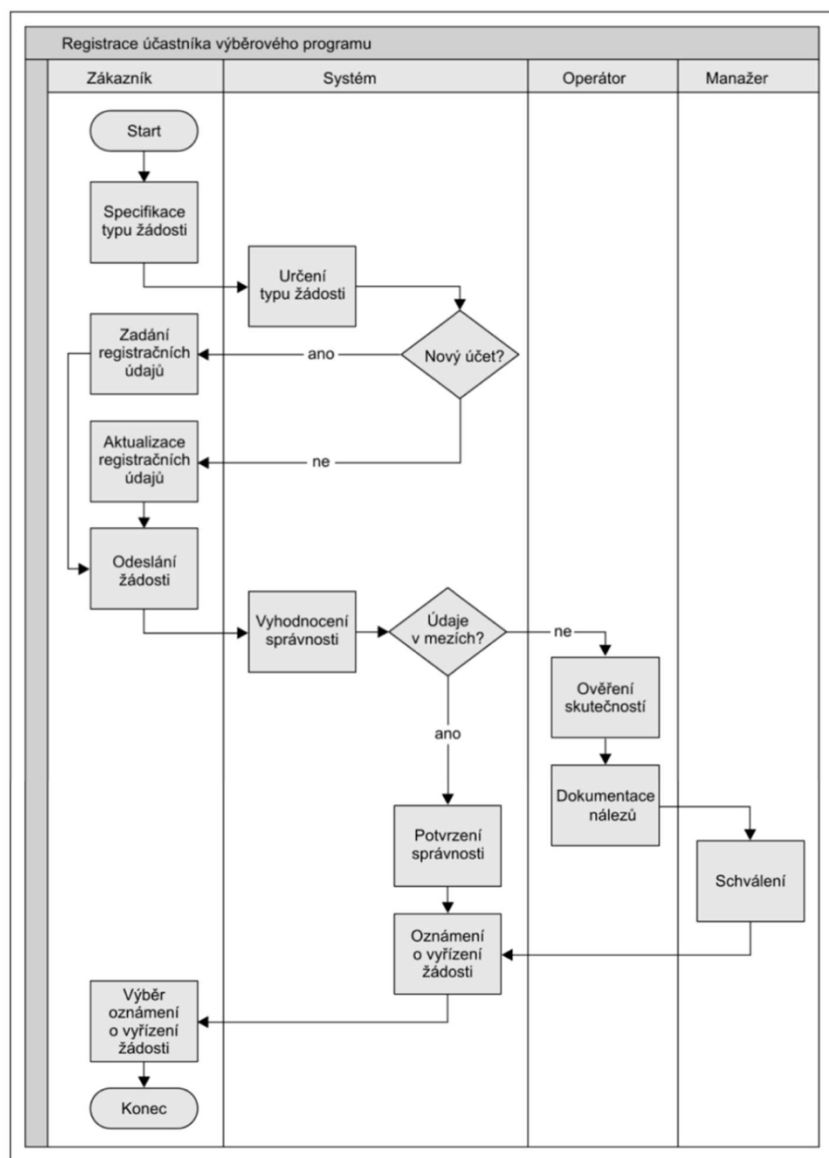 Registrace účastníka výběrového programu
Zákazník
Systém
Operátor
Manažer
Start
Specifikace
typu žádosti
Určení
typu žádosti
Nový účet?
ano
Zadání
registračních
údajů
ne
Aktualizace
registračních
údajů
Odeslání
žádosti
Vyhodnocení
správnosti
Údaje
v mezích?
ne
Ověření
skutečností
ano
Dokumentace
nálezů
Potvrzení
správnosti
Schválení
Oznámení
o vyřízení
žádosti
Výběr
oznámení
o vyřízení
žádosti
Konec